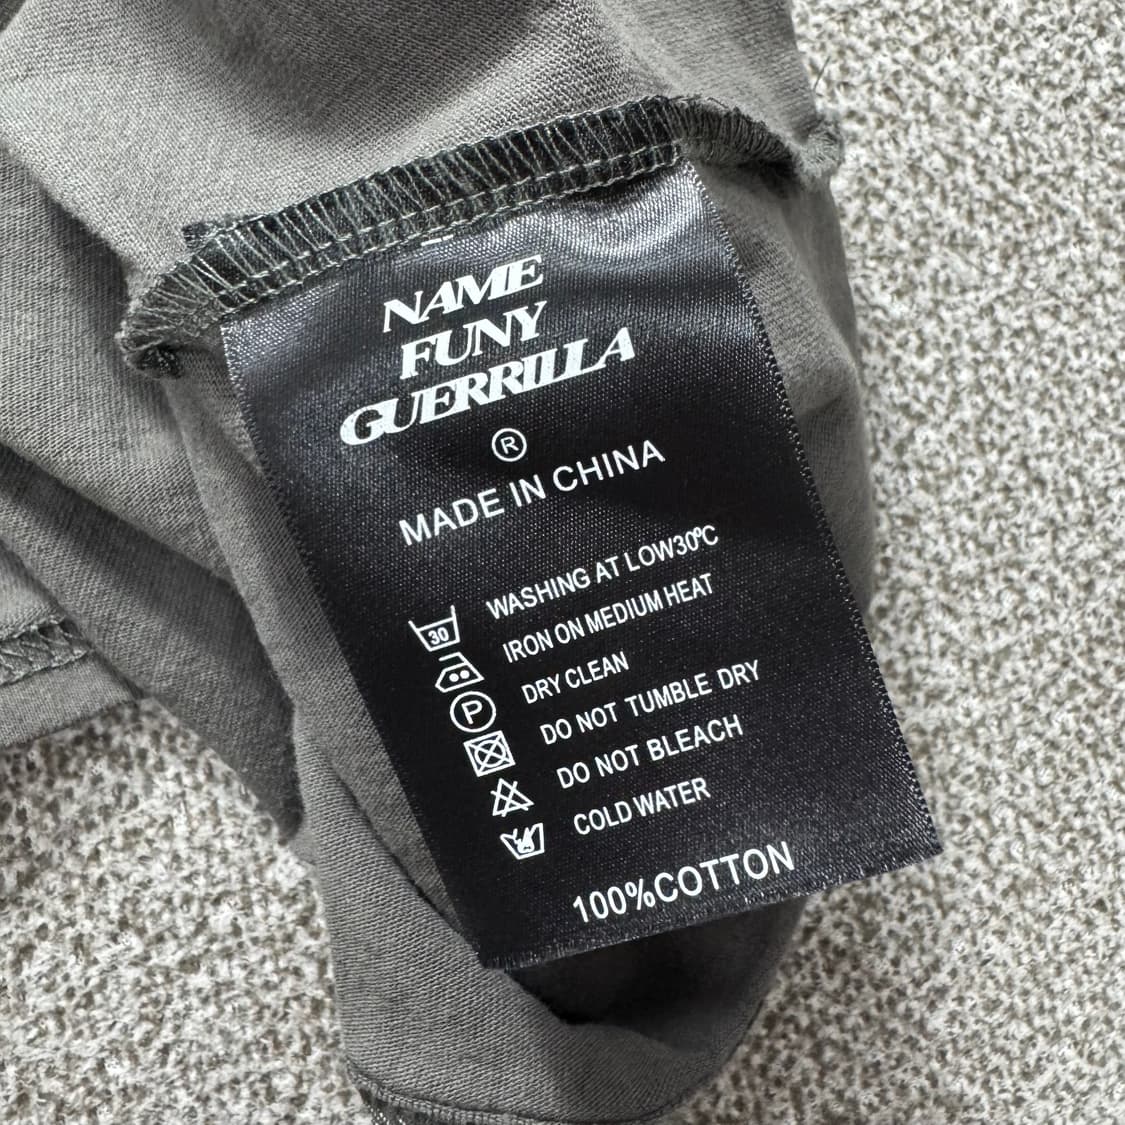 NAME
FUNY
GUERRILLA
®
MADE IN CHINA
WASHING AT LOW30ºC
30
IRON ON MEDIUM HEAT
P
DRY CLEAN
DO NOT TUMBLE DRY
DO NOT BLEACH
COLD WATER
100%COTTON